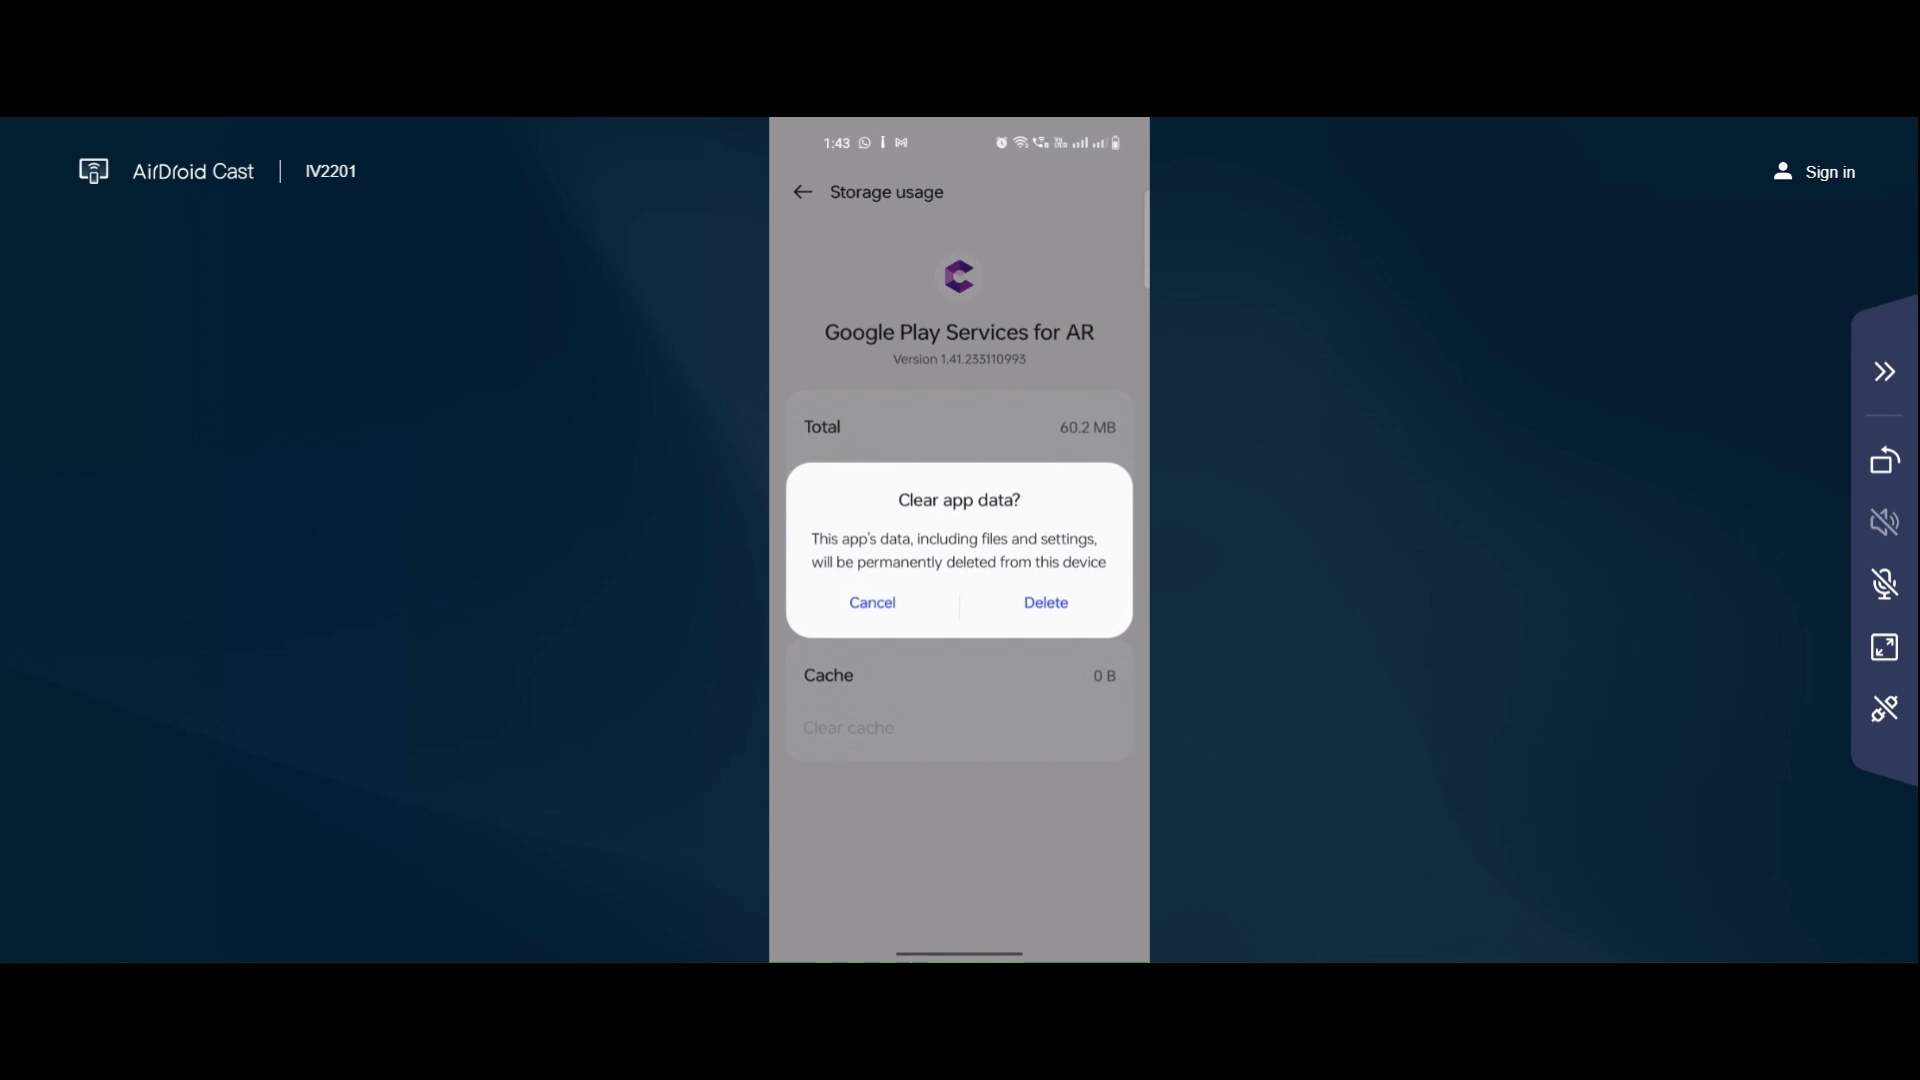 1:43
AirDroid Cast | IV2201
Sign in
Storage usage
Google Play Services for AR
Version 1.41.233110993
Total 60.2 MB
Clear app data?
This app's data, including files and settings,
will be permanently deleted from this device
Cancel Delete
Cache 0 B
Clear cache